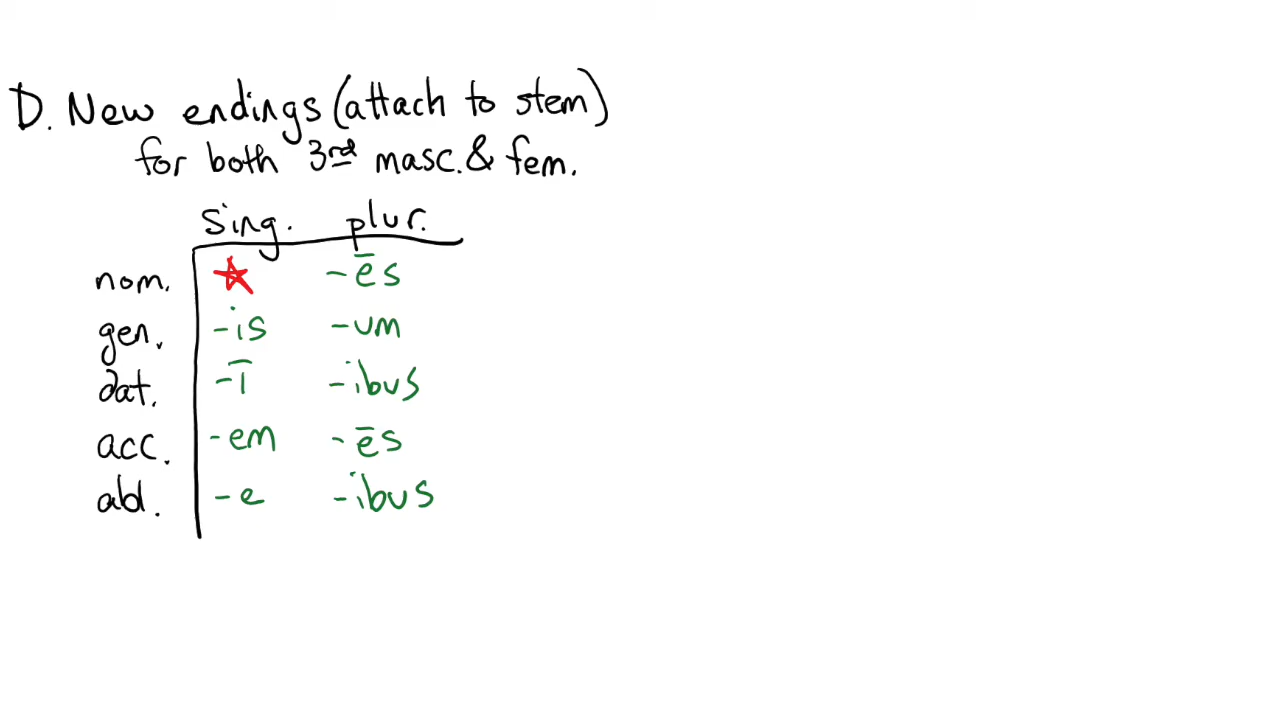 D. New endings (attach to stem)
for both 3rd masc. & fem.
sing. plur.
nom. ☆ -ēs
gen. -is -um
dat. -ī -ibus
acc. -em -ēs
abl. -e -ibus